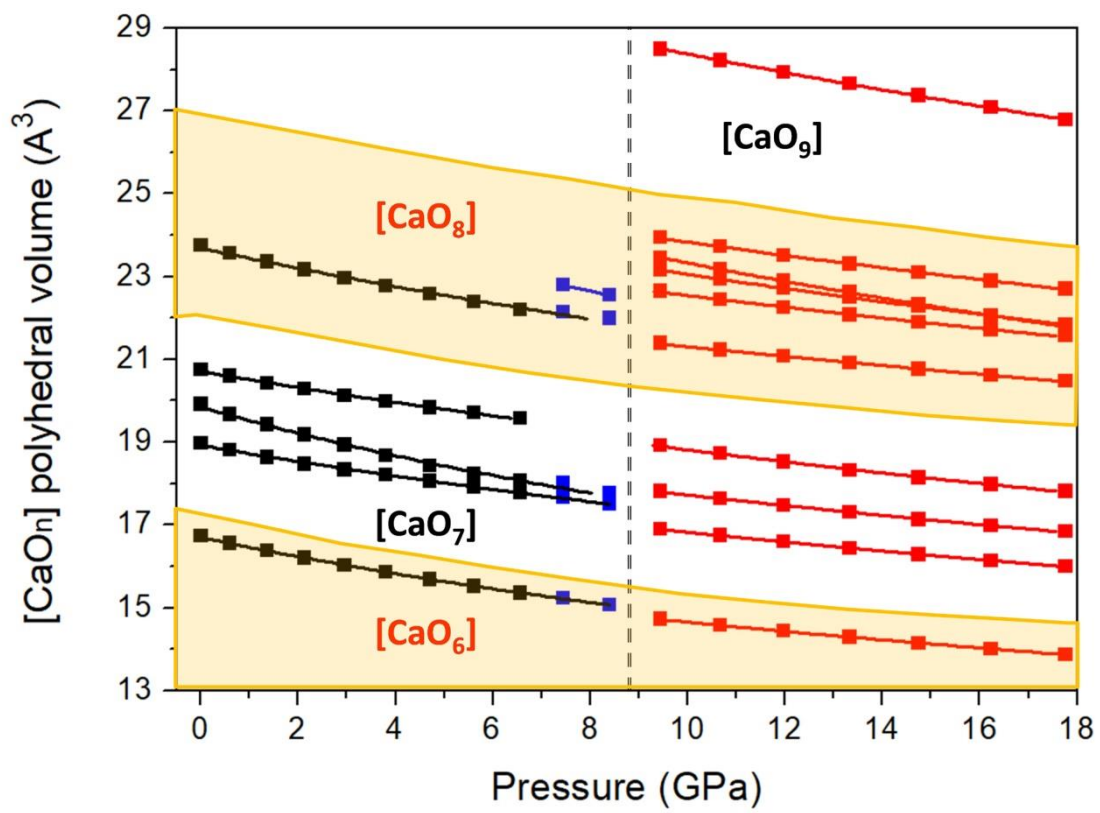 [CaOn] polyhedral volume (A³)
29
27
25
23
21
19
17
15
13
[CaO₉]
[CaO₈]
[CaO₇]
[CaO₆]
0 2 4 6 8 10 12 14 16 18
Pressure (GPa)